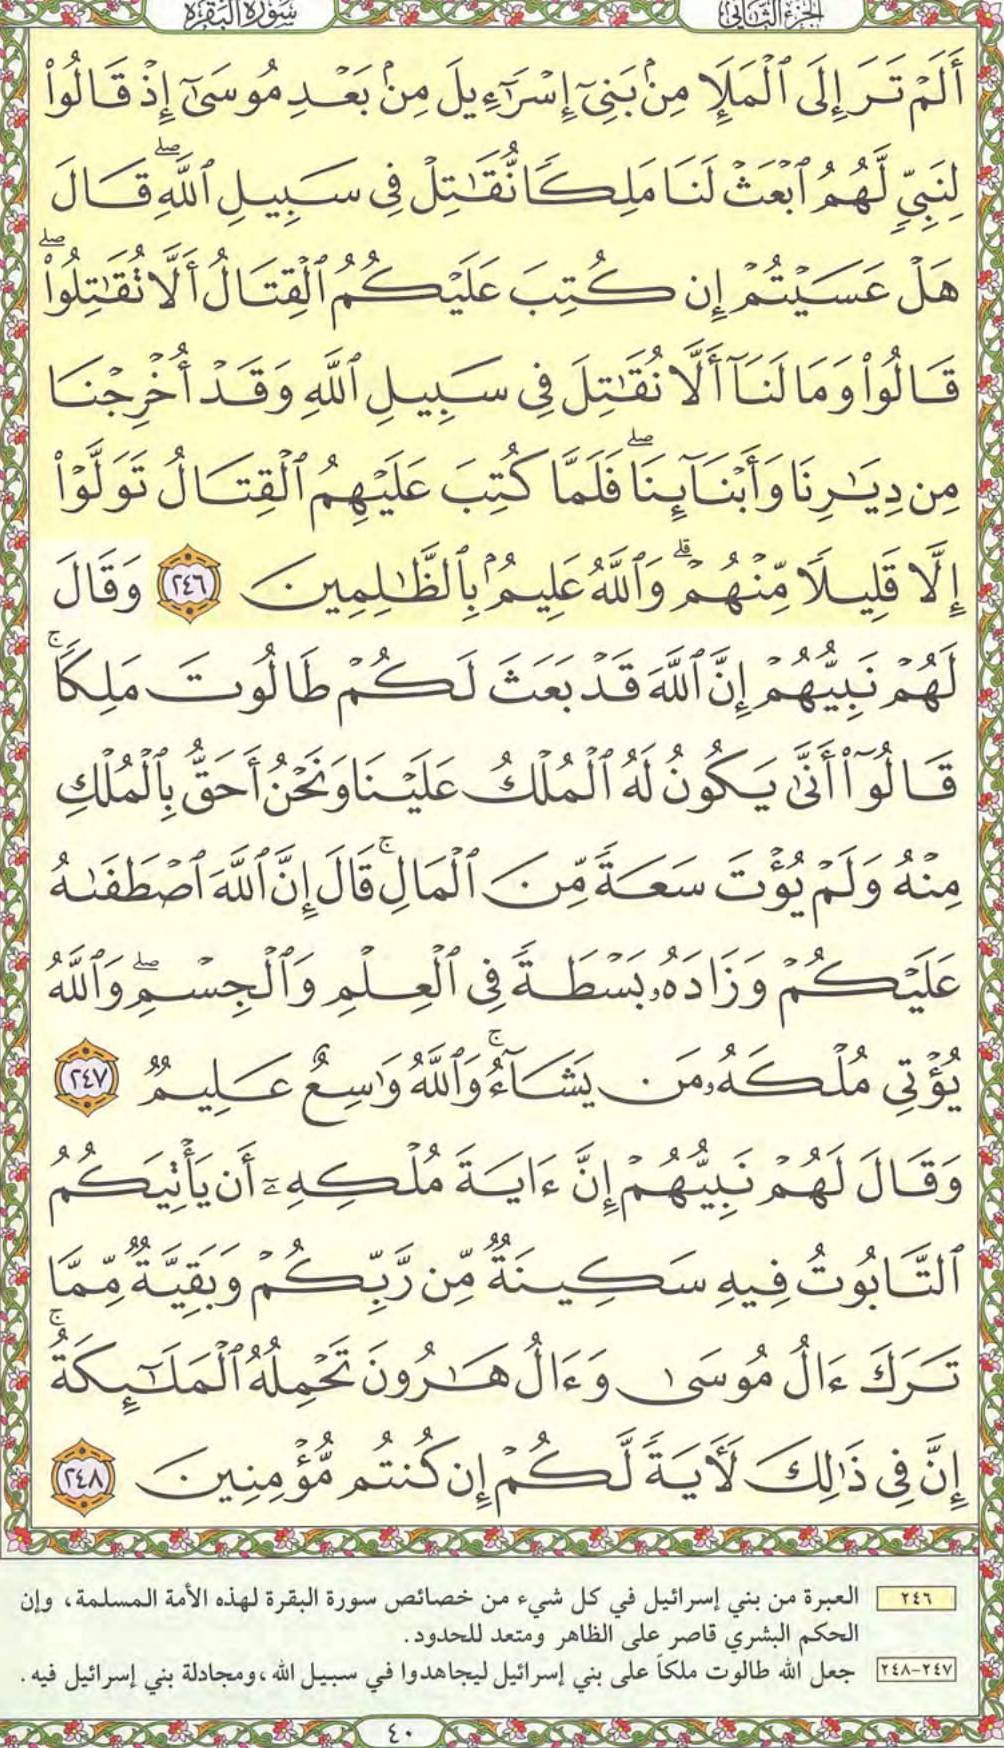 الجزء الثاني
سورة البقرة
أَلَمْ تَرَ إِلَى ٱلْمَلَإِ مِنۢ بَنِىٓ إِسْرَٰٓءِيلَ مِنۢ بَعْدِ مُوسَىٰٓ إِذْ قَالُوا۟
لِنَبِىٍّ لَّهُمُ ٱبْعَثْ لَنَا مَلِكًا نُّقَٰتِلْ فِى سَبِيلِ ٱللَّهِ ۖ قَالَ
هَلْ عَسَيْتُمْ إِن كُتِبَ عَلَيْكُمُ ٱلْقِتَالُ أَلَّا تُقَٰتِلُوا۟ ۖ
قَالُوا۟ وَمَا لَنَآ أَلَّا نُقَٰتِلَ فِى سَبِيلِ ٱللَّهِ وَقَدْ أُخْرِجْنَا
مِن دِيَٰرِنَا وَأَبْنَآئِنَا ۖ فَلَمَّا كُتِبَ عَلَيْهِمُ ٱلْقِتَالُ تَوَلَّوْا۟
إِلَّا قَلِيلًا مِّنْهُمْ ۗ وَٱللَّهُ عَلِيمٌۢ بِٱلظَّٰلِمِينَ ٢٤٦ وَقَالَ
لَهُمْ نَبِيُّهُمْ إِنَّ ٱللَّهَ قَدْ بَعَثَ لَكُمْ طَالُوتَ مَلِكًا ۚ
قَالُوٓا۟ أَنَّىٰ يَكُونُ لَهُ ٱلْمُلْكُ عَلَيْنَا وَنَحْنُ أَحَقُّ بِٱلْمُلْكِ
مِنْهُ وَلَمْ يُؤْتَ سَعَةً مِّنَ ٱلْمَالِ ۚ قَالَ إِنَّ ٱللَّهَ ٱصْطَفَىٰهُ
عَلَيْكُمْ وَزَادَهُۥ بَسْطَةً فِى ٱلْعِلْمِ وَٱلْجِسْمِ ۖ وَٱللَّهُ
يُؤْتِى مُلْكَهُۥ مَن يَشَآءُ ۚ وَٱللَّهُ وَٰسِعٌ عَلِيمٌ ٢٤٧
وَقَالَ لَهُمْ نَبِيُّهُمْ إِنَّ ءَايَةَ مُلْكِهِۦٓ أَن يَأْتِيَكُمُ
ٱلتَّابُوتُ فِيهِ سَكِينَةٌ مِّن رَّبِّكُمْ وَبَقِيَّةٌ مِّمَّا
تَرَكَ ءَالُ مُوسَىٰ وَءَالُ هَٰرُونَ تَحْمِلُهُ ٱلْمَلَٰٓئِكَةُ ۚ
إِنَّ فِى ذَٰلِكَ لَءَايَةً لَّكُمْ إِن كُنتُم مُّؤْمِنِينَ ٢٤٨
٢٤٦ العبرة من بني إسرائيل في كل شيء من خصائص سورة البقرة لهذه الأمة المسلمة، وإن
الحكم البشري قاصر على الظاهر ومتعد للحدود.
٢٤٧-٢٤٨ جعل الله طالوت ملكاً على بني إسرائيل ليجاهدوا في سبيل الله، ومجادلة بني إسرائيل فيه.
٤٠